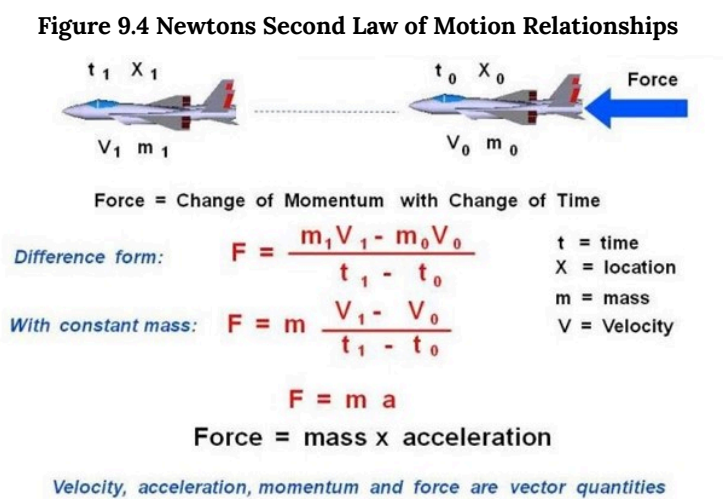 Figure 9.4 Newtons Second Law of Motion Relationships
t₁ X₁
t₀ X₀
Force
V₁ m₁
V₀ m₀
Force = Change of Momentum with Change of Time
Difference form: F = (m₁V₁ - m₀V₀) / (t₁ - t₀)
t = time
X = location
m = mass
V = Velocity
With constant mass: F = m (V₁ - V₀) / (t₁ - t₀)
F = m a
Force = mass x acceleration
Velocity, acceleration, momentum and force are vector quantities